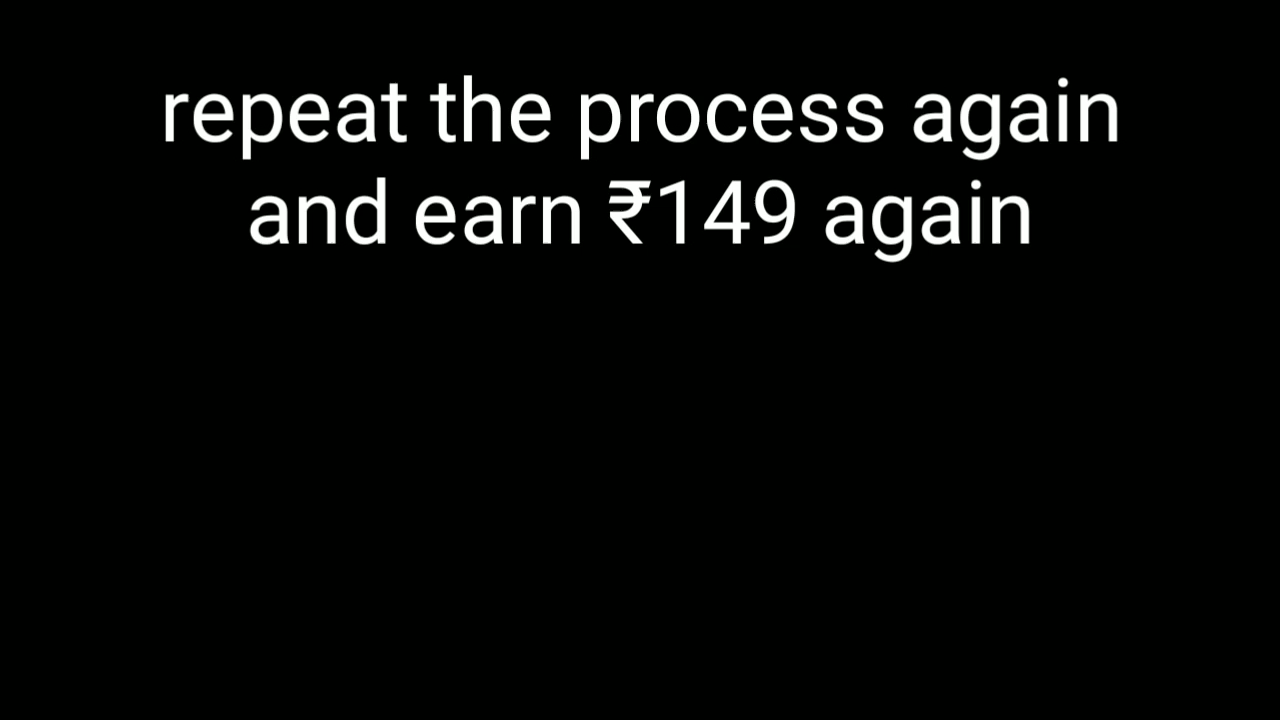 repeat the process again
and earn ₹149 again